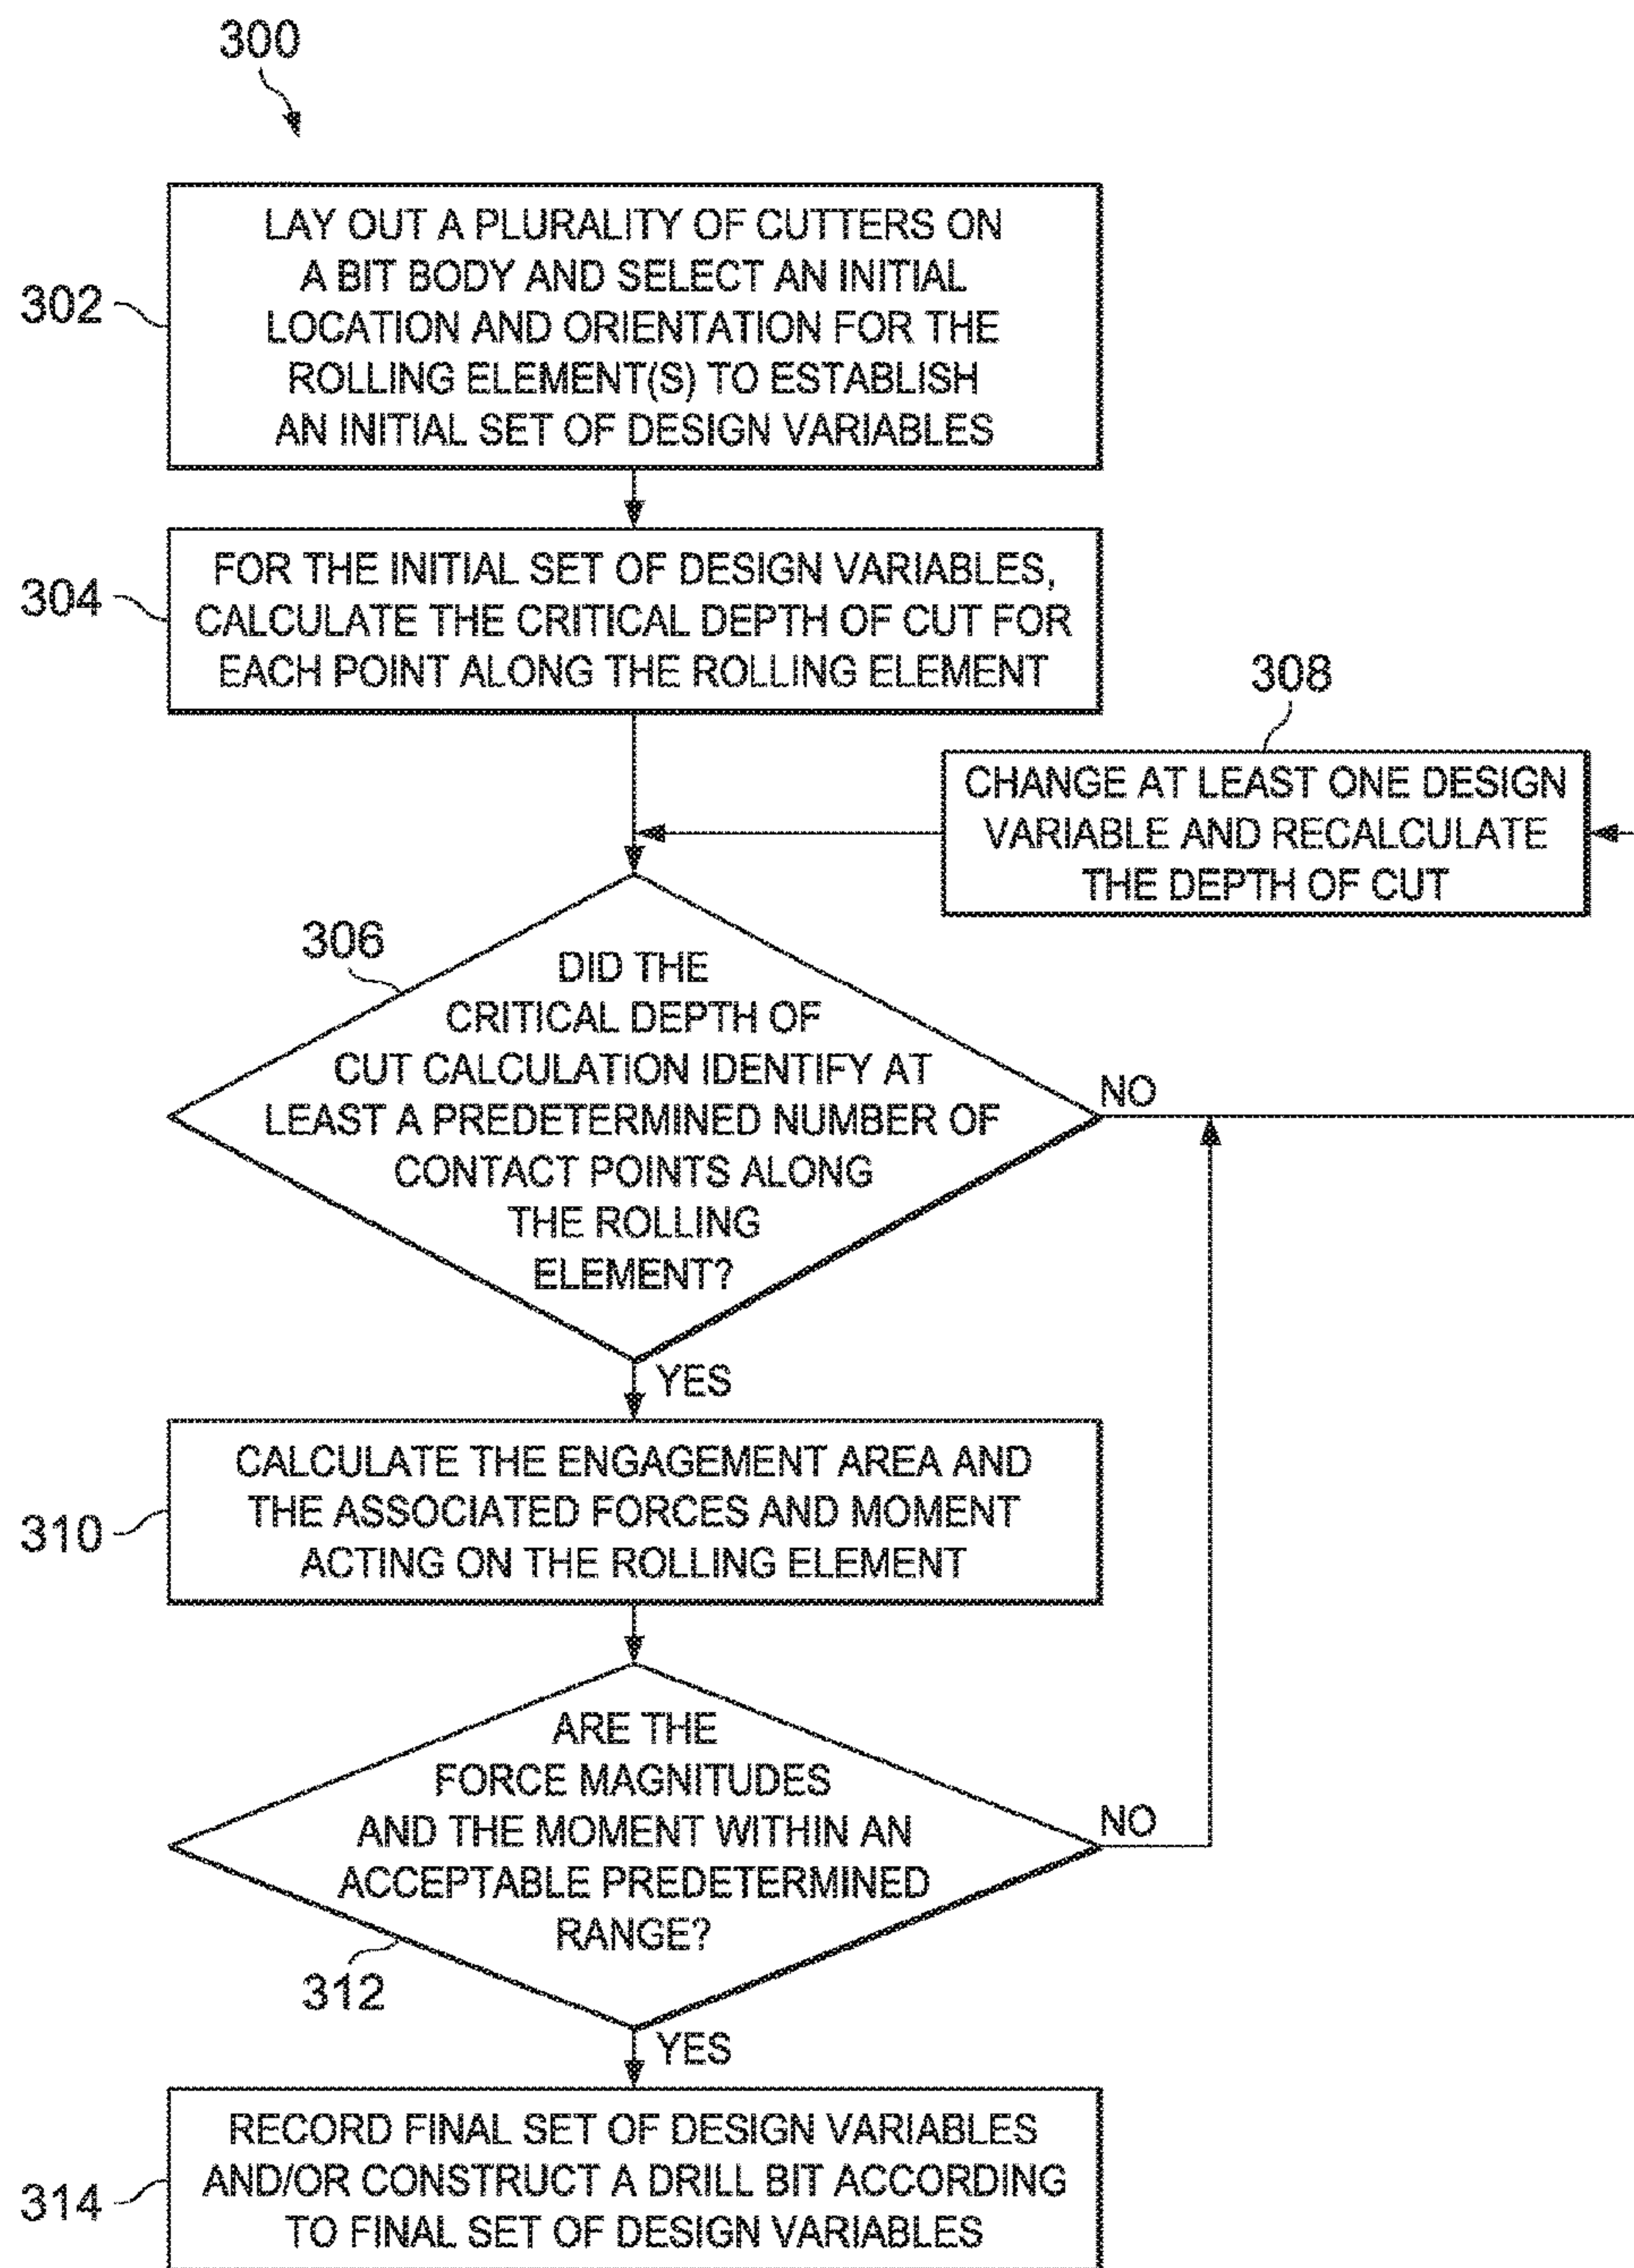 300
302
LAY OUT A PLURALITY OF CUTTERS ON
A BIT BODY AND SELECT AN INITIAL
LOCATION AND ORIENTATION FOR THE
ROLLING ELEMENT(S) TO ESTABLISH
AN INITIAL SET OF DESIGN VARIABLES
304
FOR THE INITIAL SET OF DESIGN VARIABLES,
CALCULATE THE CRITICAL DEPTH OF CUT FOR
EACH POINT ALONG THE ROLLING ELEMENT
308
CHANGE AT LEAST ONE DESIGN
VARIABLE AND RECALCULATE
THE DEPTH OF CUT
306
DID THE
CRITICAL DEPTH OF
CUT CALCULATION IDENTIFY AT
LEAST A PREDETERMINED NUMBER OF
CONTACT POINTS ALONG
THE ROLLING
ELEMENT?
NO
YES
310
CALCULATE THE ENGAGEMENT AREA AND
THE ASSOCIATED FORCES AND MOMENT
ACTING ON THE ROLLING ELEMENT
ARE THE
FORCE MAGNITUDES
AND THE MOMENT WITHIN AN
ACCEPTABLE PREDETERMINED
RANGE?
NO
312
YES
314
RECORD FINAL SET OF DESIGN VARIABLES
AND/OR CONSTRUCT A DRILL BIT ACCORDING
TO FINAL SET OF DESIGN VARIABLES